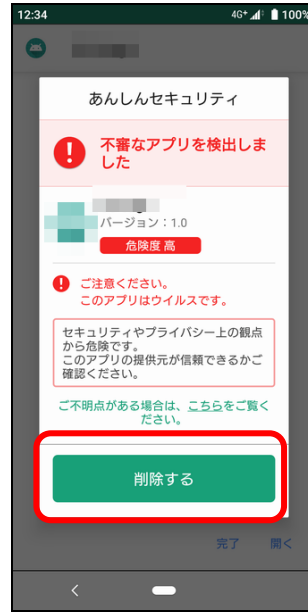 12:34
4G+
100%
あんしんセキュリティ
不審なアプリを検出しま
した
バージョン：1.0
危険度 高
ご注意ください。
このアプリはウイルスです。
セキュリティやプライバシー上の観点
から危険です。
このアプリの提供元が信頼できるかご
確認ください。
ご不明点がある場合は、こちらをご覧く
ださい。
削除する
完了
開く